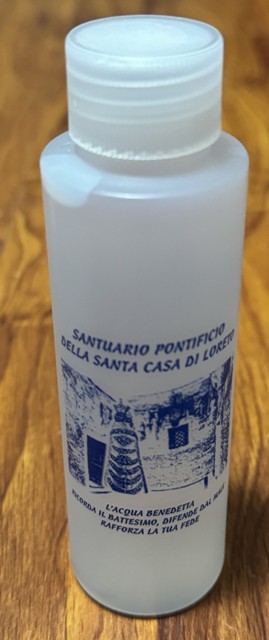 SANTUARIO PONTIFICIO
DELLA SANTA CASA DI LORETO
L'ACQUA BENEDETTA
RICORDA IL BATTESIMO, DIFENDE DAL MALE
RAFFORZA LA TUA FEDE